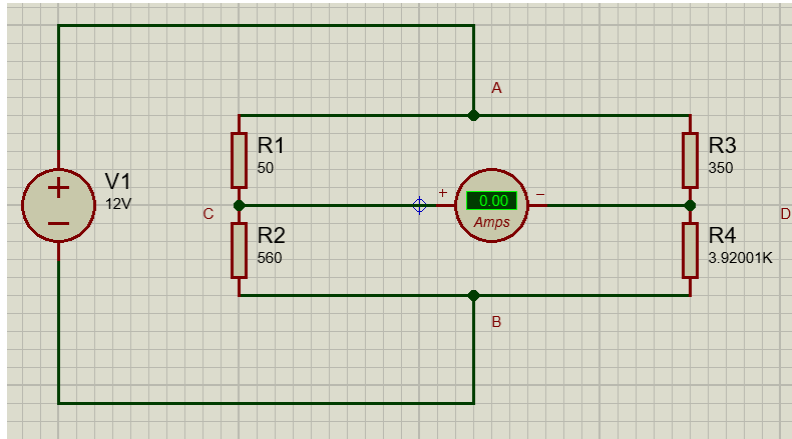 A
R1
50
R3
350
V1
12V
+
−
+
−
0.00
Amps
C
D
R2
560
R4
3.92001K
B